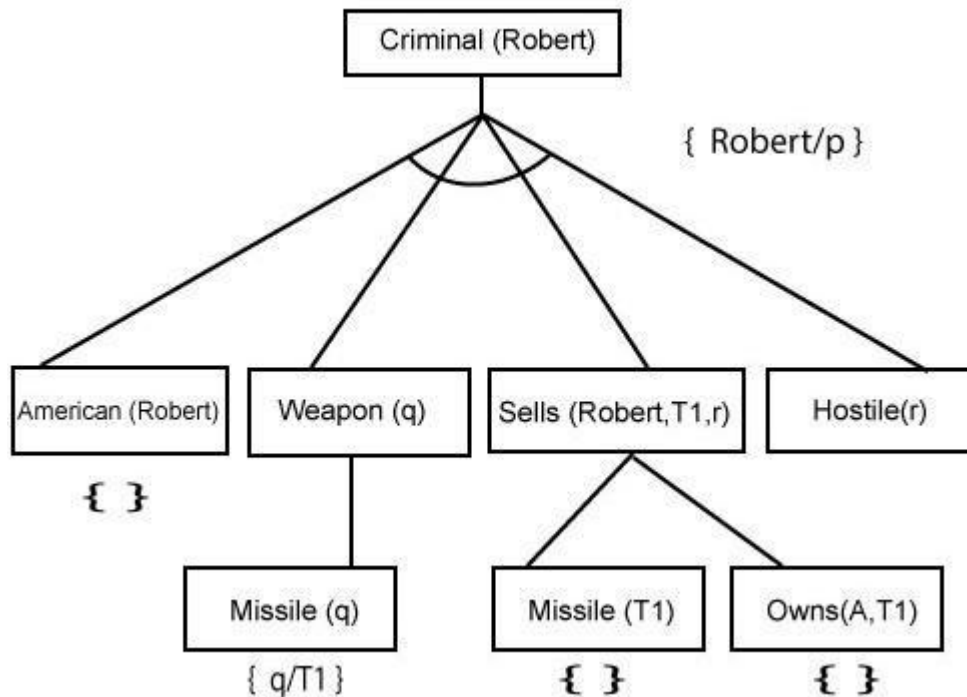 Criminal (Robert)
{ Robert/p }
American (Robert)
Weapon (q)
Sells (Robert,T1,r)
Hostile(r)
{ }
Missile (q)
Missile (T1)
Owns(A,T1)
{ q/T1 }
{ }
{ }